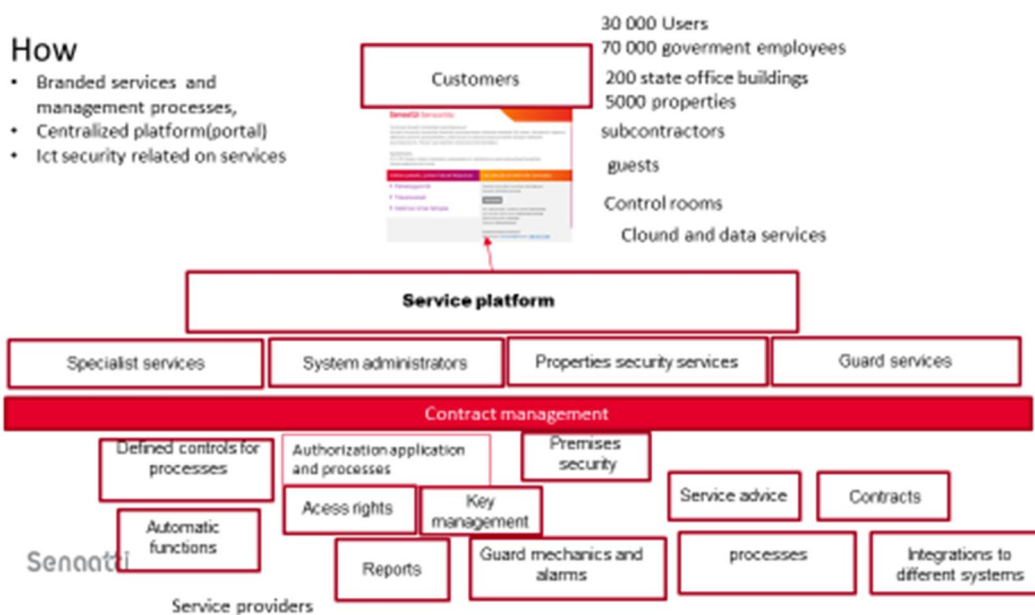 How
• Branded services and
management processes,
• Centralized platform(portal)
• Ict security related on services
Customers
30 000 Users
70 000 goverment employees
200 state office buildings
5000 properties
subcontractors
guests
Control rooms
Clound and data services
Service platform
Specialist services
System administrators
Properties security services
Guard services
Contract management
Defined controls for
processes
Authorization application
and processes
Premises
security
Acess rights
Key
management
Service advice
Contracts
Automatic
functions
Reports
Guard mechanics and
alarms
processes
Integrations to
different systems
Senaatti
Service providers